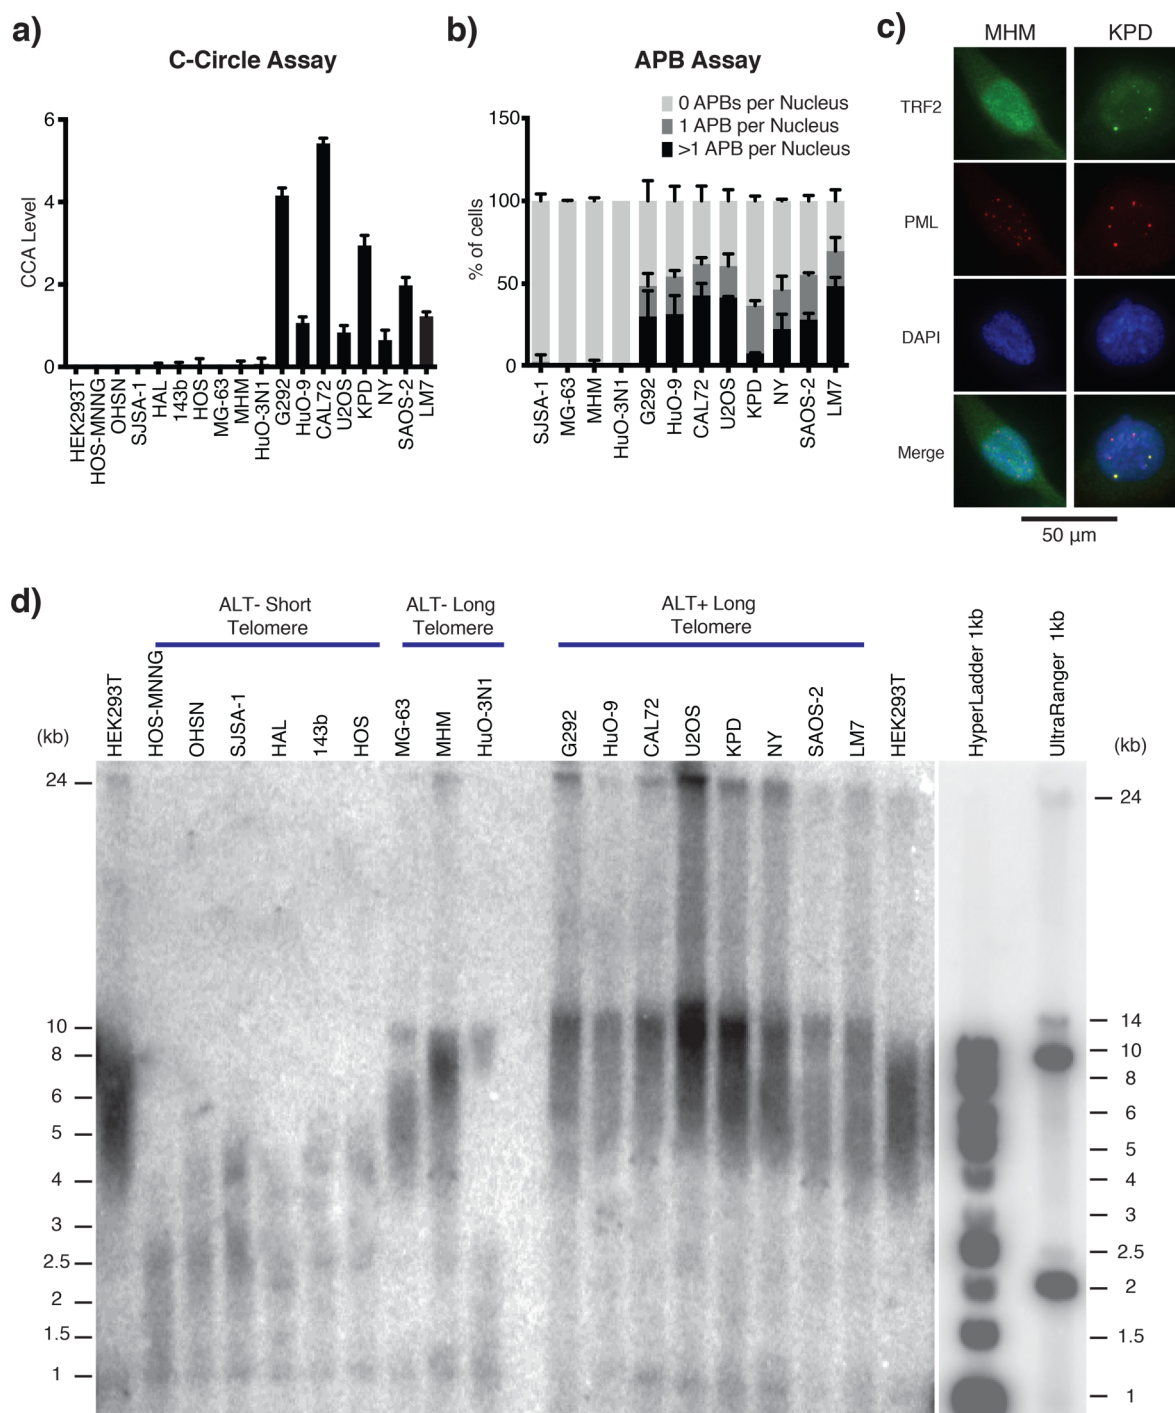 a)
C-Circle Assay
CCA Level
6
4
2
0
HEK293T
HOS-MNNG
OHSN
SJSA-1
HAL
143b
HOS
MG-63
MHM
HuO-3N1
G292
HuO-9
CAL72
U2OS
KPD
NY
SAOS-2
LM7
b)
APB Assay
0 APBs per Nucleus
1 APB per Nucleus
>1 APB per Nucleus
% of cells
150
100
50
0
SJSA-1
MG-63
MHM
HuO-3N1
G292
HuO-9
CAL72
U2OS
KPD
NY
SAOS-2
LM7
c)
MHM KPD
TRF2
PML
DAPI
Merge
50 µm
d)
ALT- Short
Telomere
ALT- Long
Telomere
ALT+ Long
Telomere
(kb)
HEK293T
HOS-MNNG
OHSN
SJSA-1
HAL
143b
HOS
MG-63
MHM
HuO-3N1
G292
HuO-9
CAL72
U2OS
KPD
NY
SAOS-2
LM7
HEK293T
HyperLadder 1kb
UltraRanger 1kb
(kb)
24
10
8
6
5
4
3
2.5
2
1.5
1
24
14
10
8
6
5
4
3
2.5
2
1.5
1